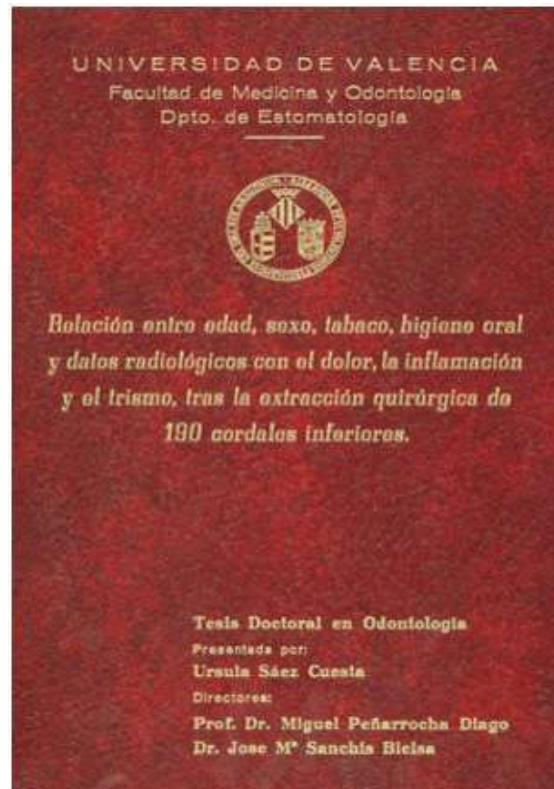 UNIVERSIDAD DE VALENCIA
Facultad de Medicina y Odontología
Dpto. de Estomatología
Relación entre edad, sexo, tabaco, higiene oral
y datos radiológicos con el dolor, la inflamación
y el trismo, tras la extracción quirúrgica de
190 cordales inferiores.
Tesis Doctoral en Odontología
Presentada por:
Ursula Sáez Cuesta
Directores:
Prof. Dr. Miguel Peñarrocha Diago
Dr. Jose Mª Sanchis Bielsa